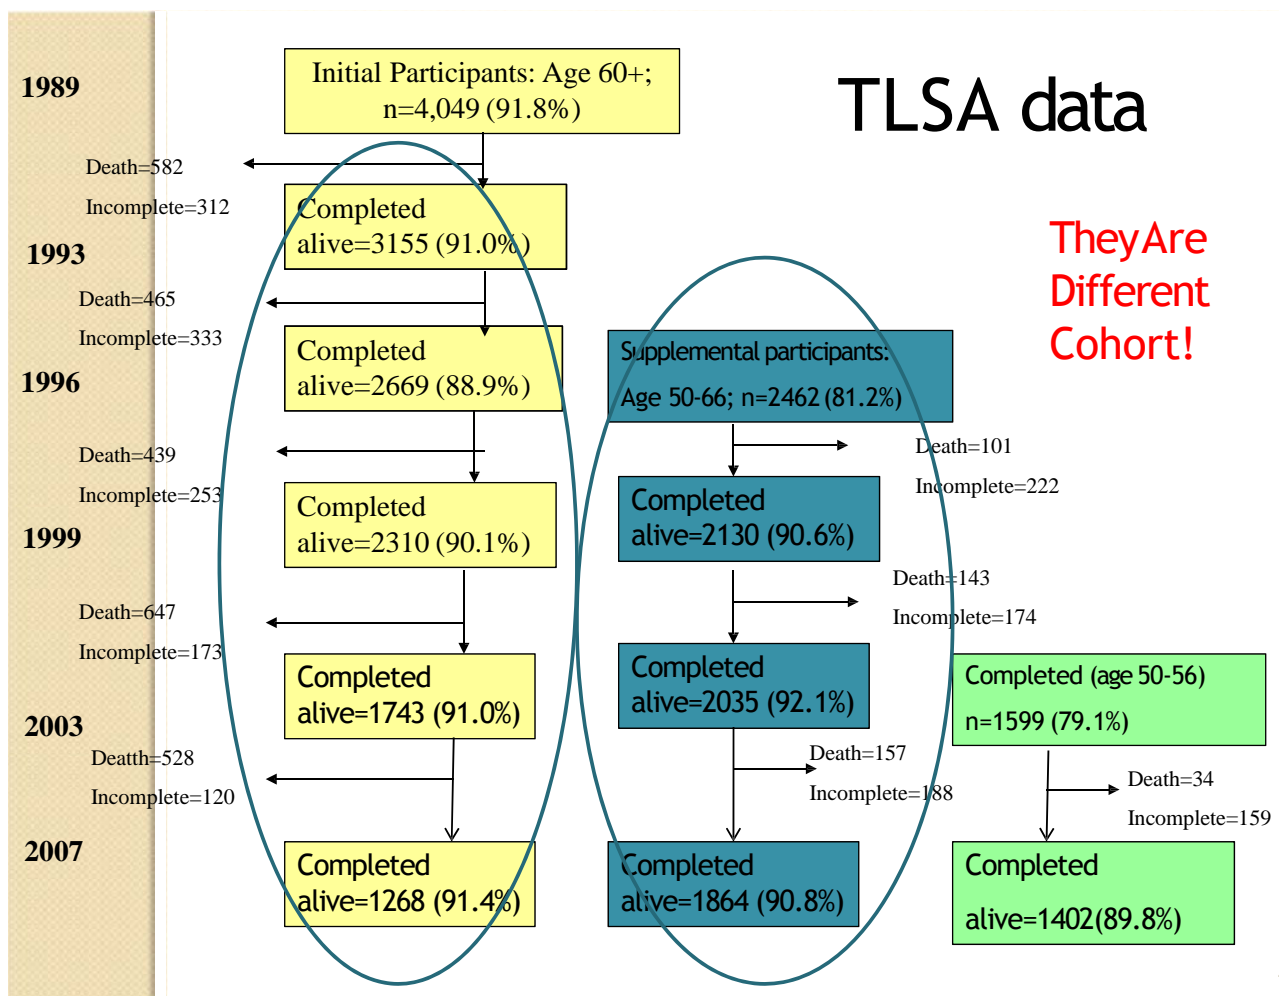 TLSA data
1989
Initial Participants: Age 60+;
n=4,049 (91.8%)
Death=582
Incomplete=312
Completed
alive=3155 (91.0%)
1993
TheyAre
Different
Cohort!
Death=465
Incomplete=333
Completed
alive=2669 (88.9%)
1996
Supplemental participants:
Age 50-66; n=2462 (81.2%)
Death=439
Incomplete=253
Death=101
Incomplete=222
Completed
alive=2310 (90.1%)
1999
Completed
alive=2130 (90.6%)
Death=647
Incomplete=173
Death=143
Incomplete=174
Completed
alive=1743 (91.0%)
2003
Completed
alive=2035 (92.1%)
Completed (age 50-56)
n=1599 (79.1%)
Deatth=528
Incomplete=120
Death=157
Incomplete=188
Death=34
Incomplete=159
2007
Completed
alive=1268 (91.4%)
Completed
alive=1864 (90.8%)
Completed
alive=1402(89.8%)